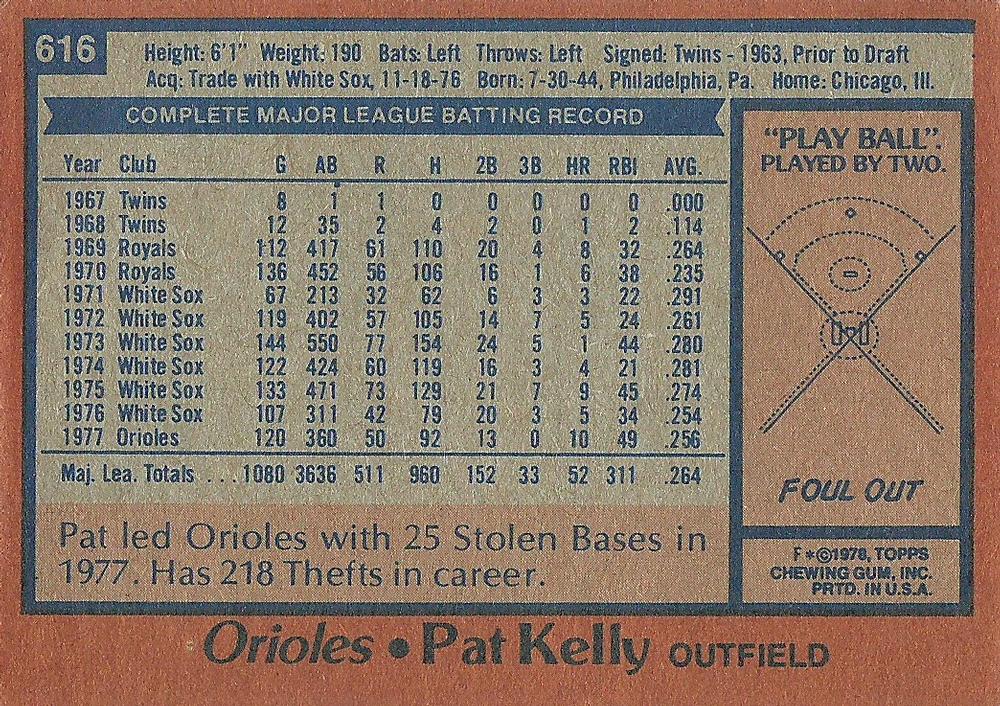 616
Height: 6'1" Weight: 190 Bats: Left Throws: Left Signed: Twins - 1963, Prior to Draft
Acq: Trade with White Sox, 11-18-76 Born: 7-30-44, Philadelphia, Pa. Home: Chicago, Ill.
COMPLETE MAJOR LEAGUE BATTING RECORD
Year Club G AB R H 2B 3B HR RBI AVG.
1967 Twins 8 1 1 0 0 0 0 0 .000
1968 Twins 12 35 2 4 2 0 1 2 .114
1969 Royals 112 417 61 110 20 4 8 32 .264
1970 Royals 136 452 56 106 16 1 6 38 .235
1971 White Sox 67 213 32 62 6 3 3 22 .291
1972 White Sox 119 402 57 105 14 7 5 24 .261
1973 White Sox 144 550 77 154 24 5 1 44 .280
1974 White Sox 122 424 60 119 16 3 4 21 .281
1975 White Sox 133 471 73 129 21 7 9 45 .274
1976 White Sox 107 311 42 79 20 3 5 34 .254
1977 Orioles 120 360 50 92 13 0 10 49 .256
Maj. Lea. Totals ... 1080 3636 511 960 152 33 52 311 .264
Pat led Orioles with 25 Stolen Bases in
1977. Has 218 Thefts in career.
"PLAY BALL".
PLAYED BY TWO.
FOUL OUT
F *©1978, TOPPS
CHEWING GUM, INC.
PRTD. IN U.S.A.
Orioles • Pat Kelly OUTFIELD